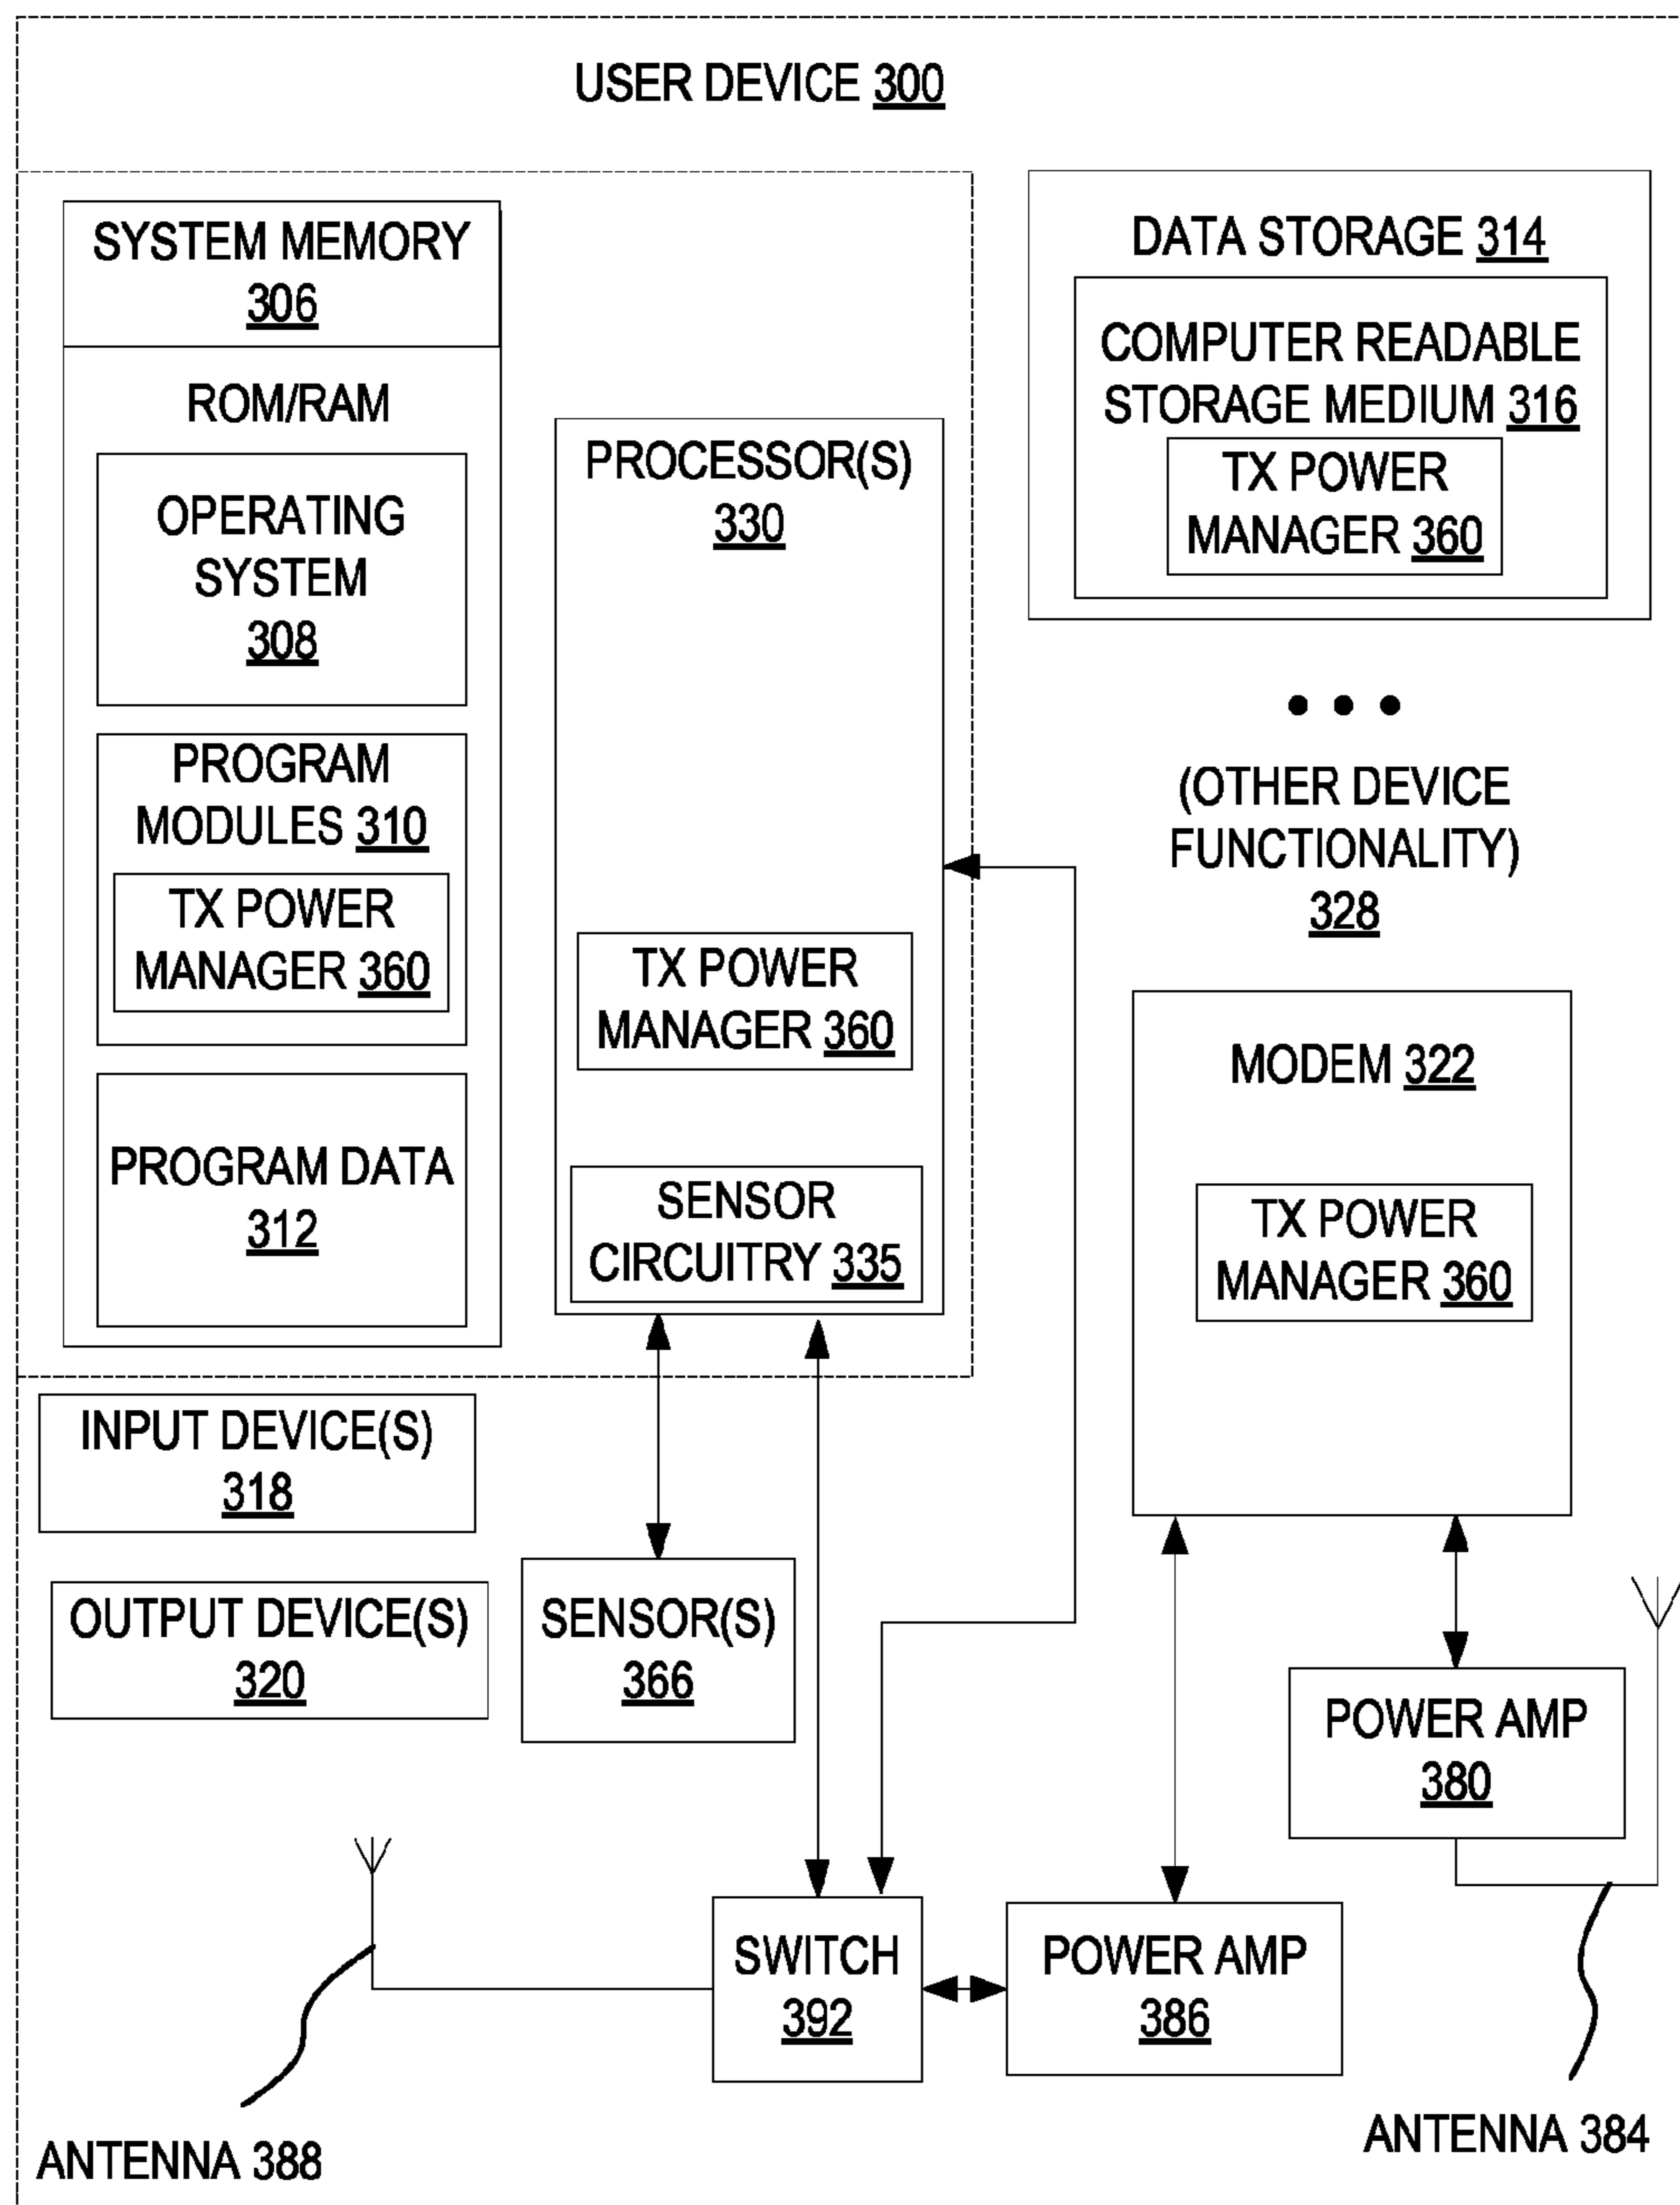 USER DEVICE 300
SYSTEM MEMORY
306
ROM/RAM
OPERATING
SYSTEM
308
PROGRAM
MODULES 310
TX POWER
MANAGER 360
PROGRAM DATA
312
PROCESSOR(S)
330
TX POWER
MANAGER 360
SENSOR
CIRCUITRY 335
DATA STORAGE 314
COMPUTER READABLE
STORAGE MEDIUM 316
TX POWER
MANAGER 360
(OTHER DEVICE
FUNCTIONALITY)
328
MODEM 322
TX POWER
MANAGER 360
INPUT DEVICE(S)
318
OUTPUT DEVICE(S)
320
SENSOR(S)
366
POWER AMP
380
SWITCH
392
POWER AMP
386
ANTENNA 388
ANTENNA 384